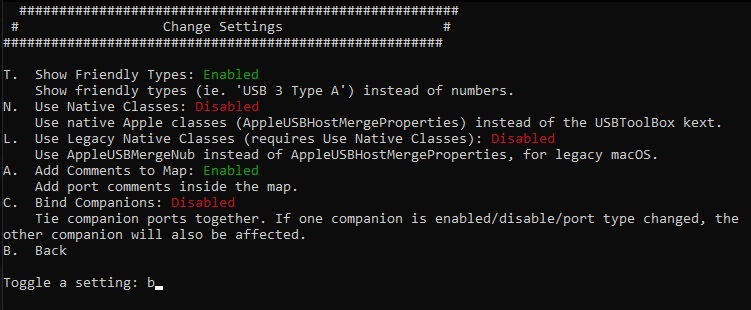 #######################################################
# Change Settings #
#######################################################
T. Show Friendly Types: Enabled
Show friendly types (ie. 'USB 3 Type A') instead of numbers.
N. Use Native Classes: Disabled
Use native Apple classes (AppleUSBHostMergeProperties) instead of the USBToolBox kext.
L. Use Legacy Native Classes (requires Use Native Classes): Disabled
Use AppleUSBMergeNub instead of AppleUSBHostMergeProperties, for legacy macOS.
A. Add Comments to Map: Enabled
Add port comments inside the map.
C. Bind Companions: Disabled
Tie companion ports together. If one companion is enabled/disable/port type changed, the
other companion will also be affected.
B. Back
Toggle a setting: b